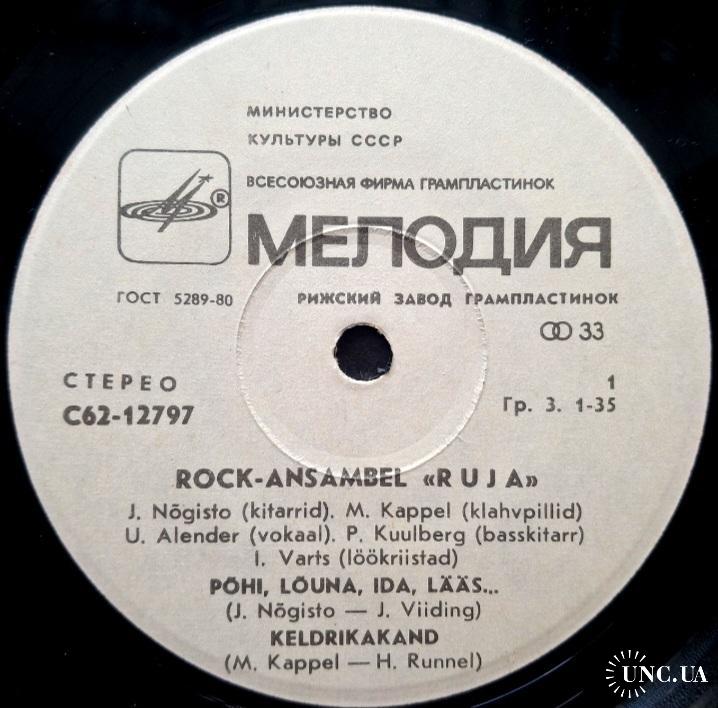 МИНИСТЕРСТВО
КУЛЬТУРЫ СССР
ВСЕСОЮЗНАЯ ФИРМА ГРАМПЛАСТИНОК
®
МЕЛОДИЯ
ГОСТ 5289-80 РИЖСКИЙ ЗАВОД ГРАМПЛАСТИНОК
33
СТЕРЕО 1
С62-12797 Гр. 3. 1-35
ROCK-ANSAMBEL «RUJA»
J. Nõgisto (kitarrid). M. Kappel (klahvpillid)
U. Alender (vokaal). P. Kuulberg (basskitarr)
I. Varts (löökriistad)
PÕHI, LÕUNA, IDA, LÄÄS...
(J. Nõgisto — J. Viiding)
KELDRIKAKAND
(M. Kappel — H. Runnel)
UNC.UA